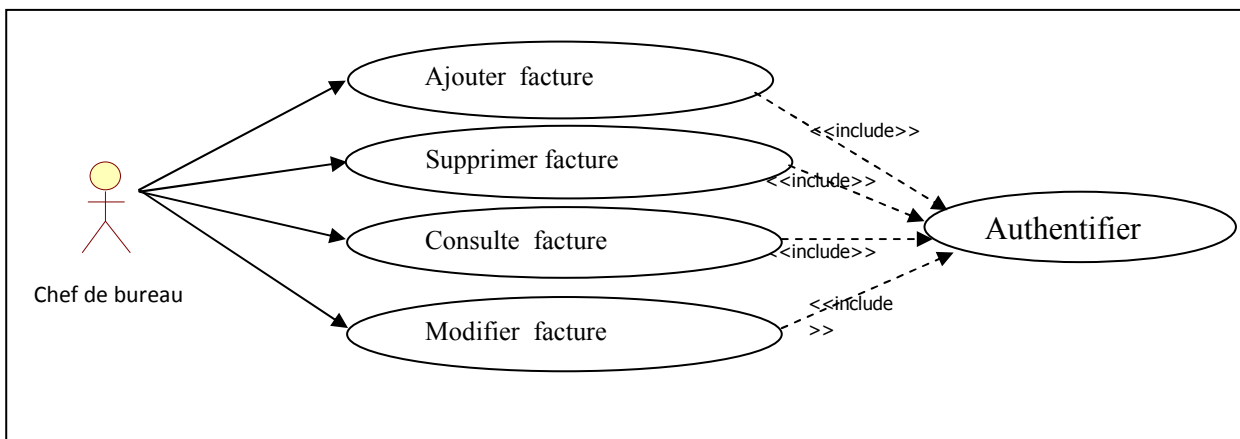 Ajouter facture
<<include>>
Supprimer facture
<<include>>
Authentifier
Consulte facture
<<include>>
Chef de bureau
<<include
>>
Modifier facture